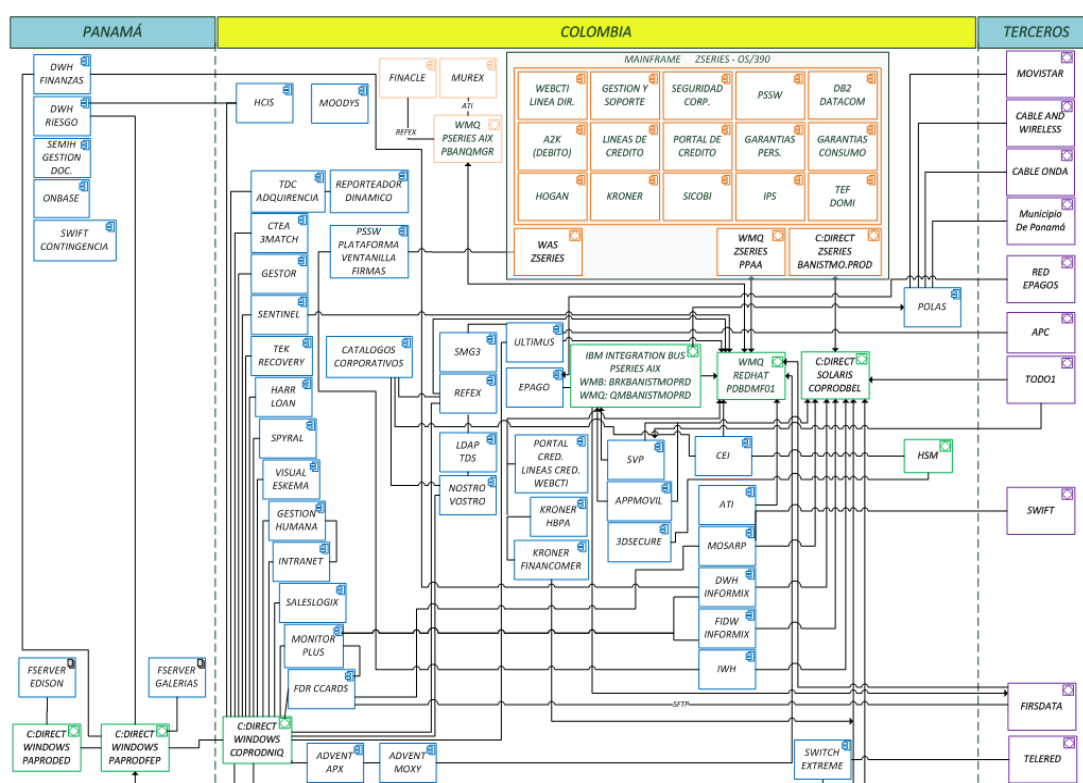 PANAMÁ
COLOMBIA
TERCEROS
DWH
FINANZAS
DWH
RIESGO
SEMIH
GESTION
DOC.
ONBASE
SWIFT
CONTINGENCIA
HCIS
MOODYS
FINACLE
MUREX
ATI
REFEX
WMQ
PSERIES AIX
PBANQMGR
MAINFRAME ZSERIES - OS/390
WEBCTI
LINEA DIR.
GESTION Y
SOPORTE
SEGURIDAD
CORP.
PSSW
DB2
DATACOM
A2K
(DEBITO)
LINEAS DE
CREDITO
PORTAL DE
CREDITO
GARANTIAS
PERS.
GARANTIAS
CONSUMO
HOGAN
KRONER
SICOBI
IPS
TEF
DOMI
WAS
ZSERIES
WMQ
ZSERIES
PPAA
C:DIRECT
ZSERIES
BANISTMO.PROD
MOVISTAR
CABLE AND
WIRELESS
CABLE ONDA
Municipio
De Panamá
RED
EPAGOS
APC
TODO1
SWIFT
FIRSDATA
TELERED
TDC
ADQUIRENCIA
REPORTEADOR
DINAMICO
CTEA
3MATCH
PSSW
PLATAFORMA
VENTANILLA
FIRMAS
GESTOR
SENTINEL
TEK
RECOVERY
CATALOGOS
CORPORATIVOS
HARR
LOAN
SPYRAL
VISUAL
ESKEMA
GESTION
HUMANA
INTRANET
SALESLOGIX
MONITOR
PLUS
FDR CCARDS
POLAS
SMG3
ULTIMUS
REFEX
EPAGO
IBM INTEGRATION BUS
PSERIES AIX
WMB: BRKBANISTMOPRD
WMQ: QMBANISTMOPRD
WMQ
REDHAT
PDBDMF01
C:DIRECT
SOLARIS
COPRODBEL
LDAP
TDS
NOSTRO
VOSTRO
PORTAL
CRED.
LINEAS CRED.
WEBCTI
KRONER
HBPA
KRONER
FINANCOMER
SVP
CEI
HSM
APPMOVIL
3DSECURE
ATI
MOSARP
DWH
INFORMIX
FIDW
INFORMIX
IWH
SFTP
FSERVER
EDISON
FSERVER
GALERIAS
C:DIRECT
WINDOWS
PAPRODED
C:DIRECT
WINDOWS
PAPRODFEP
C:DIRECT
WINDOWS
COPRODNIQ
ADVENT
APX
ADVENT
MOXY
SWITCH
EXTREME